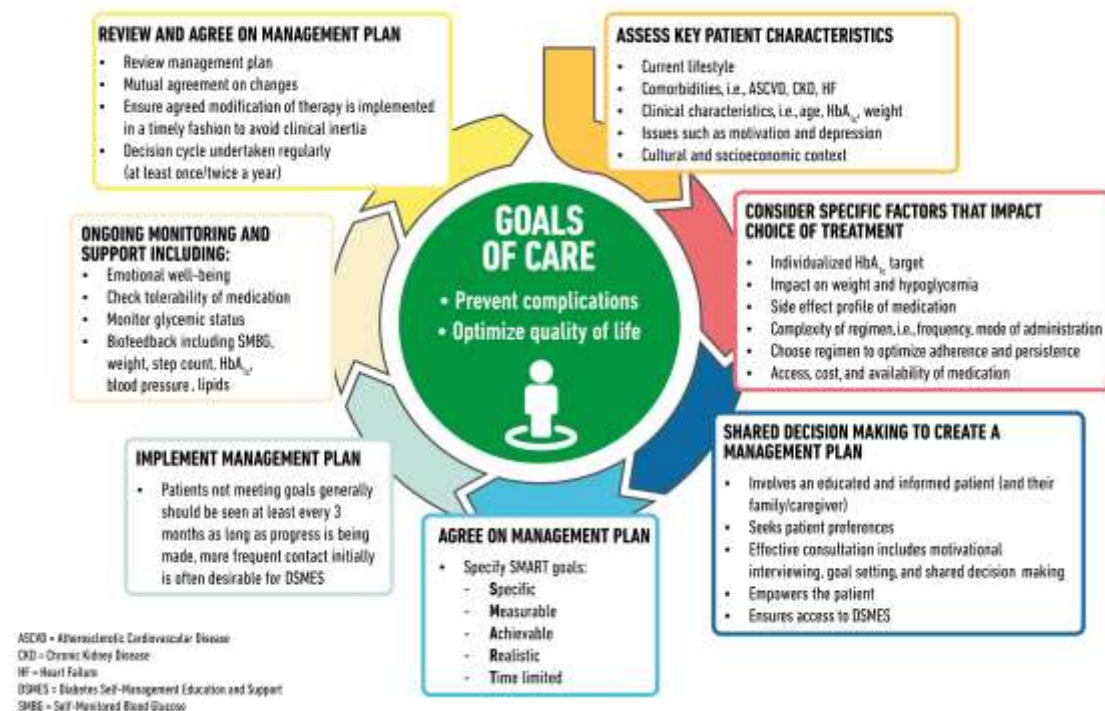 REVIEW AND AGREE ON MANAGEMENT PLAN
• Review management plan
• Mutual agreement on changes
• Ensure agreed modification of therapy is implemented
in a timely fashion to avoid clinical inertia
• Decision cycle undertaken regularly
(at least once/twice a year)
ASSESS KEY PATIENT CHARACTERISTICS
• Current lifestyle
• Comorbidities, i.e., ASCVD, CKD, HF
• Clinical characteristics, i.e., age, HbA1c, weight
• Issues such as motivation and depression
• Cultural and socioeconomic context
CONSIDER SPECIFIC FACTORS THAT IMPACT
CHOICE OF TREATMENT
• Individualized HbA1c target
• Impact on weight and hypoglycemia
• Side effect profile of medication
• Complexity of regimen, i.e., frequency, mode of administration
• Choose regimen to optimize adherence and persistence
• Access, cost, and availability of medication
SHARED DECISION MAKING TO CREATE A
MANAGEMENT PLAN
• Involves an educated and informed patient (and their
family/caregiver)
• Seeks patient preferences
• Effective consultation includes motivational
interviewing, goal setting, and shared decision making
• Empowers the patient
• Ensures access to DSMES
AGREE ON MANAGEMENT PLAN
• Specify SMART goals:
- Specific
- Measurable
- Achievable
- Realistic
- Time limited
IMPLEMENT MANAGEMENT PLAN
• Patients not meeting goals generally
should be seen at least every 3
months as long as progress is being
made, more frequent contact initially
is often desirable for DSMES
ONGOING MONITORING AND
SUPPORT INCLUDING:
• Emotional well-being
• Check tolerability of medication
• Monitor glycemic status
• Biofeedback including SMBG,
weight, step count, HbA1c,
blood pressure, lipids
GOALS
OF CARE
• Prevent complications
• Optimize quality of life
ASCVD = Atherosclerotic Cardiovascular Disease
CKD = Chronic Kidney Disease
HF = Heart Failure
DSMES = Diabetes Self-Management Education and Support
SMBG = Self-Monitored Blood Glucose